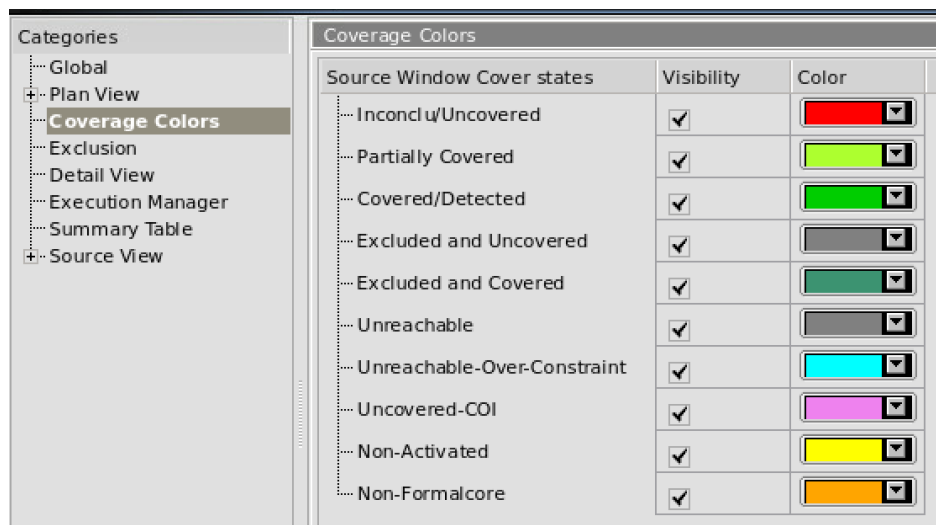 Categories
Global
Plan View
Coverage Colors
Exclusion
Detail View
Execution Manager
Summary Table
Source View
Coverage Colors
Source Window Cover states Visibility Color
Inconclu/Uncovered
Partially Covered
Covered/Detected
Excluded and Uncovered
Excluded and Covered
Unreachable
Unreachable-Over-Constraint
Uncovered-COI
Non-Activated
Non-Formalcore